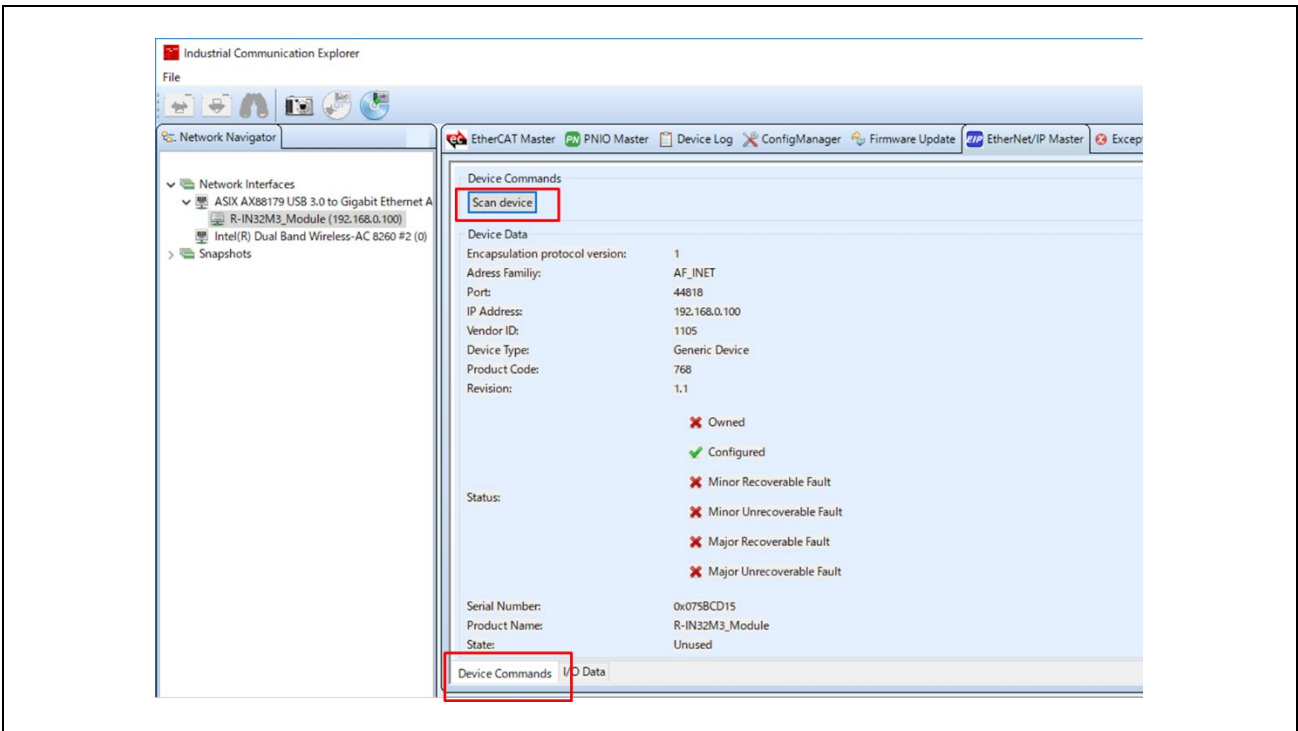 Industrial Communication Explorer
File
Network Navigator
Network Interfaces
ASIX AX88179 USB 3.0 to Gigabit Ethernet A
R-IN32M3_Module (192.168.0.100)
Intel(R) Dual Band Wireless-AC 8260 #2 (0)
Snapshots
EtherCAT Master PNIO Master Device Log ConfigManager Firmware Update EtherNet/IP Master Excep
Device Commands
Scan device
Device Data
Encapsulation protocol version: 1
Adress Familiy: AF_INET
Port: 44818
IP Address: 192.168.0.100
Vendor ID: 1105
Device Type: Generic Device
Product Code: 768
Revision: 1.1
Owned
Configured
Minor Recoverable Fault
Status:
Minor Unrecoverable Fault
Major Recoverable Fault
Major Unrecoverable Fault
Serial Number: 0x075BCD15
Product Name: R-IN32M3_Module
State: Unused
Device Commands I/O Data